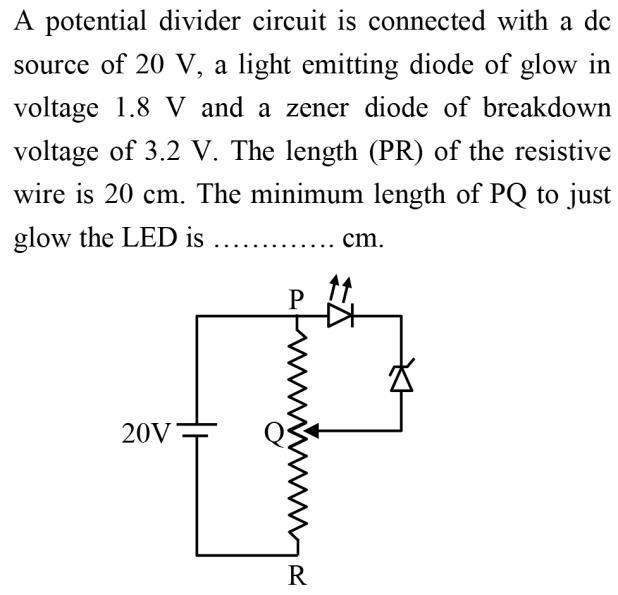 A potential divider circuit is connected with a dc
source of 20 V, a light emitting diode of glow in
voltage 1.8 V and a zener diode of breakdown
voltage of 3.2 V. The length (PR) of the resistive
wire is 20 cm. The minimum length of PQ to just
glow the LED is ............. cm.
P
20V
Q
R